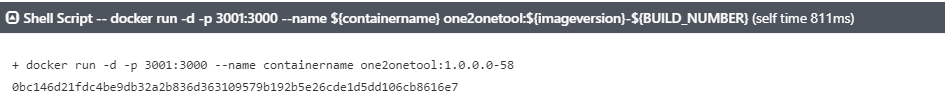 Shell Script -- docker run -d -p 3001:3000 --name ${containername} one2onetool:${imageversion}-${BUILD_NUMBER} (self time 811ms)
+ docker run -d -p 3001:3000 --name containername one2onetool:1.0.0.0-58
0bc146d21fdc4be9db32a2b836d363109579b192b5e26cde1d5dd106cb8616e7